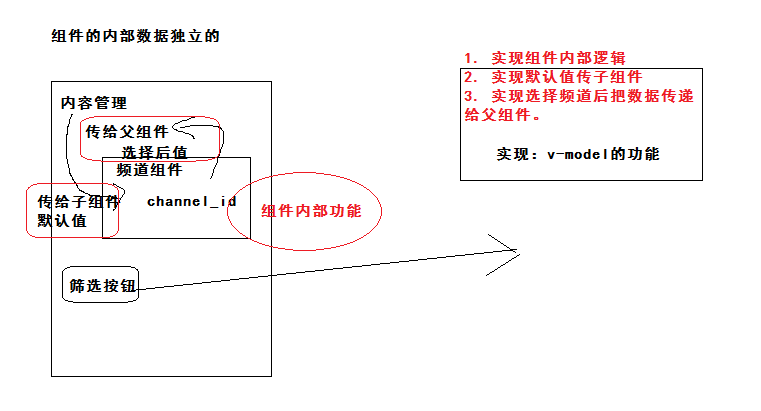 组件的内部数据独立的
内容管理
传给父组件
选择后值
频道组件
传给子组件
默认值
channel_id
组件内部功能
筛选按钮
1. 实现组件内部逻辑
2. 实现默认值传子组件
3. 实现选择频道后把数据传递
给父组件。
实现：v-model的功能